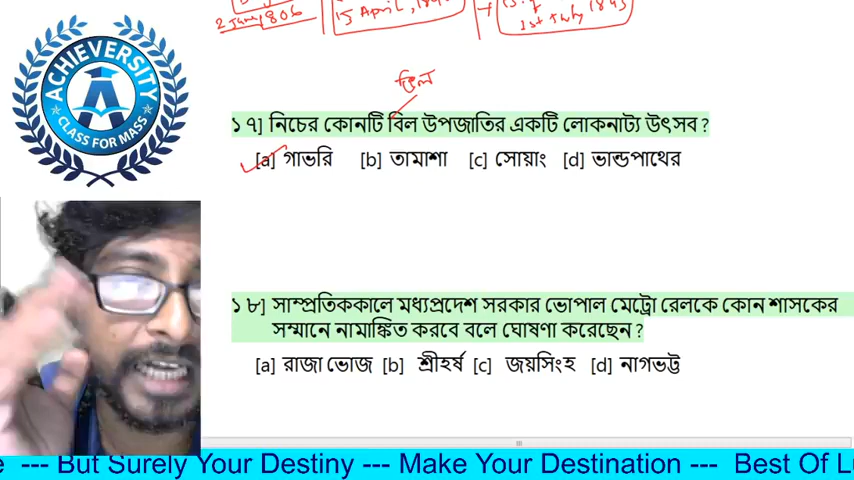 2 June 1806
15 April, 18
1st July 1843
ACHIEVERSITY
CLASS FOR MASS
ভিল
১৭] নিচের কোনটি বিল উপজাতির একটি লোকনাট্য উৎসব?
[a] গাভরি [b] তামাশা [c] সোয়াং [d] ভান্ডপাথের
১৮] সাম্প্রতিককালে মধ্যপ্রদেশ সরকার ভোপাল মেট্রো রেলকে কোন শাসকের
সম্মানে নামাঙ্কিত করবে বলে ঘোষণা করেছেন?
[a] রাজা ভোজ [b] শ্রীহর্ষ [c] জয়সিংহ [d] নাগভট্ট
e --- But Surely Your Destiny --- Make Your Destination --- Best Of L